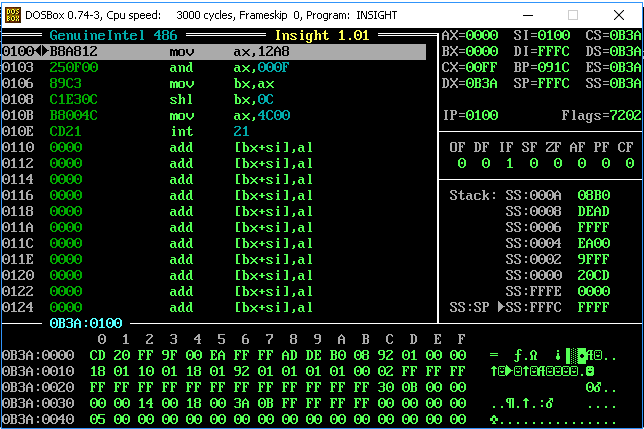 DOSBox 0.74-3, Cpu speed: 3000 cycles, Frameskip 0, Program: INSIGHT
GenuineIntel 486 Insight 1.01 AX=0000 SI=0100 CS=0B3A
0100 B8A812 mov ax,12A8 BX=0000 DI=FFFC DS=0B3A
0103 250F00 and ax,000F CX=00FF BP=091C ES=0B3A
0106 89C3 mov bx,ax DX=0B3A SP=FFFC SS=0B3A
0108 C1E30C shl bx,0C
010B B8004C mov ax,4C00 IP=0100 Flags=7202
010E CD21 int 21
0110 0000 add [bx+si],al OF DF IF SF ZF AF PF CF
0112 0000 add [bx+si],al 0 0 1 0 0 0 0 0
0114 0000 add [bx+si],al
0116 0000 add [bx+si],al Stack: SS:000A 08B0
0118 0000 add [bx+si],al SS:0008 DEAD
011A 0000 add [bx+si],al SS:0006 FFFF
011C 0000 add [bx+si],al SS:0004 EA00
011E 0000 add [bx+si],al SS:0002 9FFF
0120 0000 add [bx+si],al SS:0000 20CD
0122 0000 add [bx+si],al SS:FFFE 0000
0124 0000 add [bx+si],al SS:SP SS:FFFC FFFF
0B3A:0100
0 1 2 3 4 5 6 7 8 9 A B C D E F
0B3A:0000 CD 20 FF 9F 00 EA FF FF AD DE B0 08 92 01 00 00
0B3A:0010 18 01 10 01 18 01 92 01 01 01 01 00 02 FF FF FF
0B3A:0020 FF FF FF FF FF FF FF FF FF FF FF FF 30 0B 00 00
0B3A:0030 00 00 14 00 18 00 3A 0B FF FF FF FF 00 00 00 00
0B3A:0040 05 00 00 00 00 00 00 00 00 00 00 00 00 00 00 00